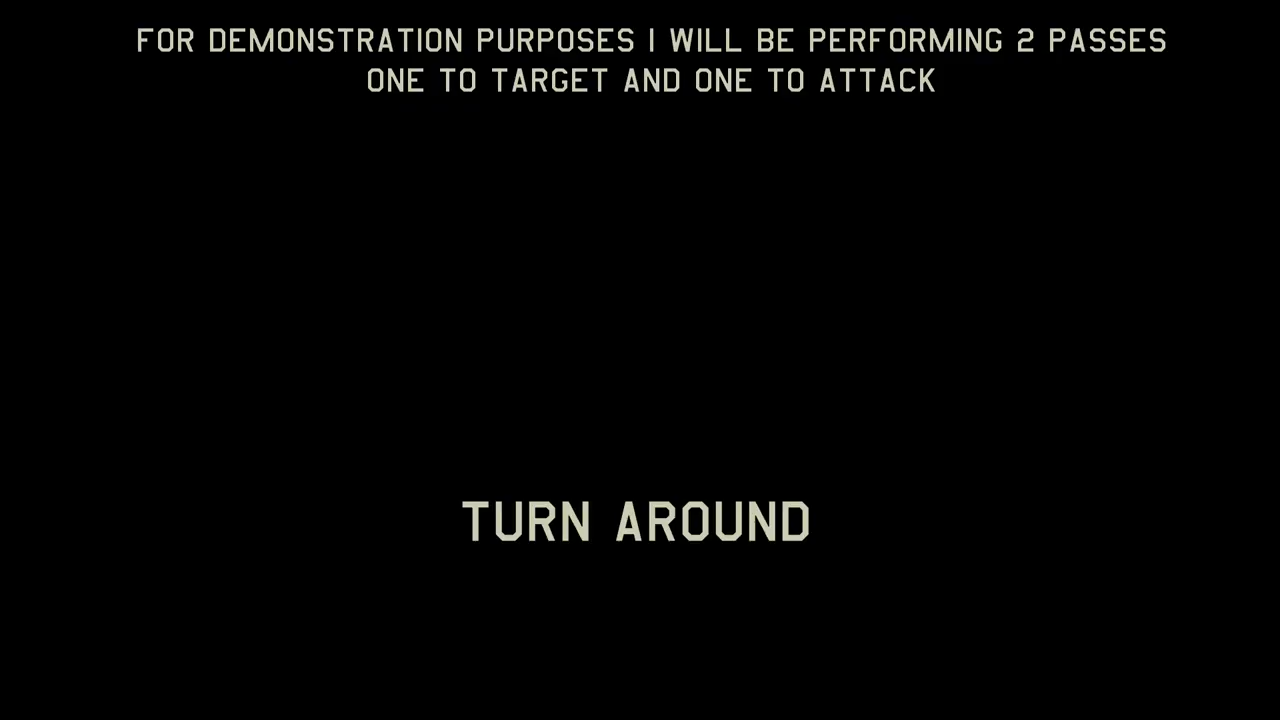 FOR DEMONSTRATION PURPOSES I WILL BE PERFORMING 2 PASSES
ONE TO TARGET AND ONE TO ATTACK
TURN AROUND